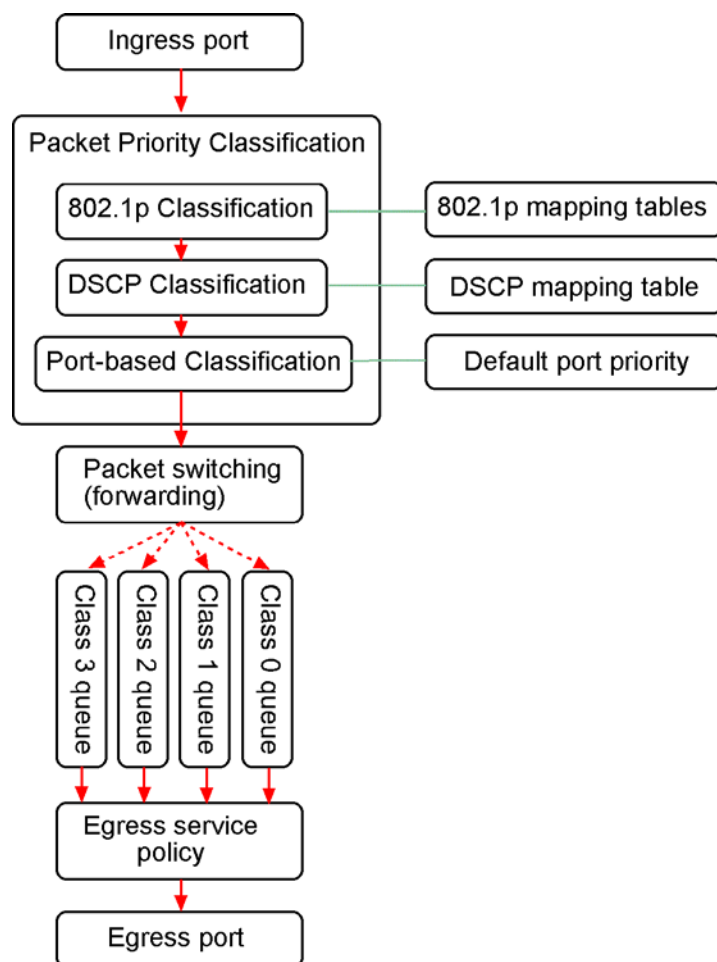 Ingress port
Packet Priority Classification
802.1p Classification
802.1p mapping tables
DSCP Classification
DSCP mapping table
Port-based Classification
Default port priority
Packet switching
(forwarding)
Class 3 queue
Class 2 queue
Class 1 queue
Class 0 queue
Egress service
policy
Egress port